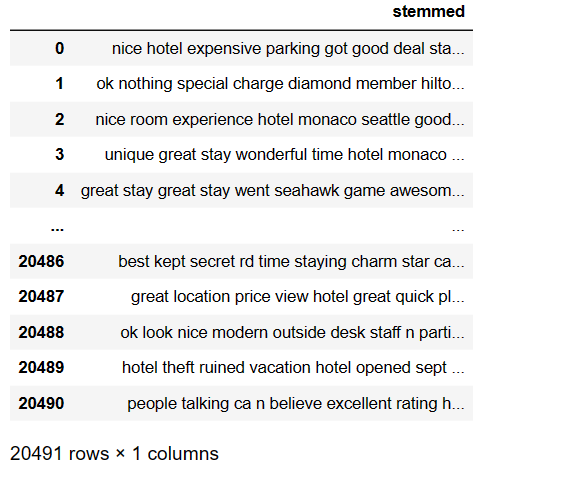 stemmed
0 nice hotel expensive parking got good deal sta...
1 ok nothing special charge diamond member hilto...
2 nice room experience hotel monaco seattle good...
3 unique great stay wonderful time hotel monaco ...
4 great stay great stay went seahawk game awesom...
... ...
20486 best kept secret rd time staying charm star ca...
20487 great location price view hotel great quick pl...
20488 ok look nice modern outside desk staff n parti...
20489 hotel theft ruined vacation hotel opened sept ...
20490 people talking ca n believe excellent rating h...
20491 rows × 1 columns